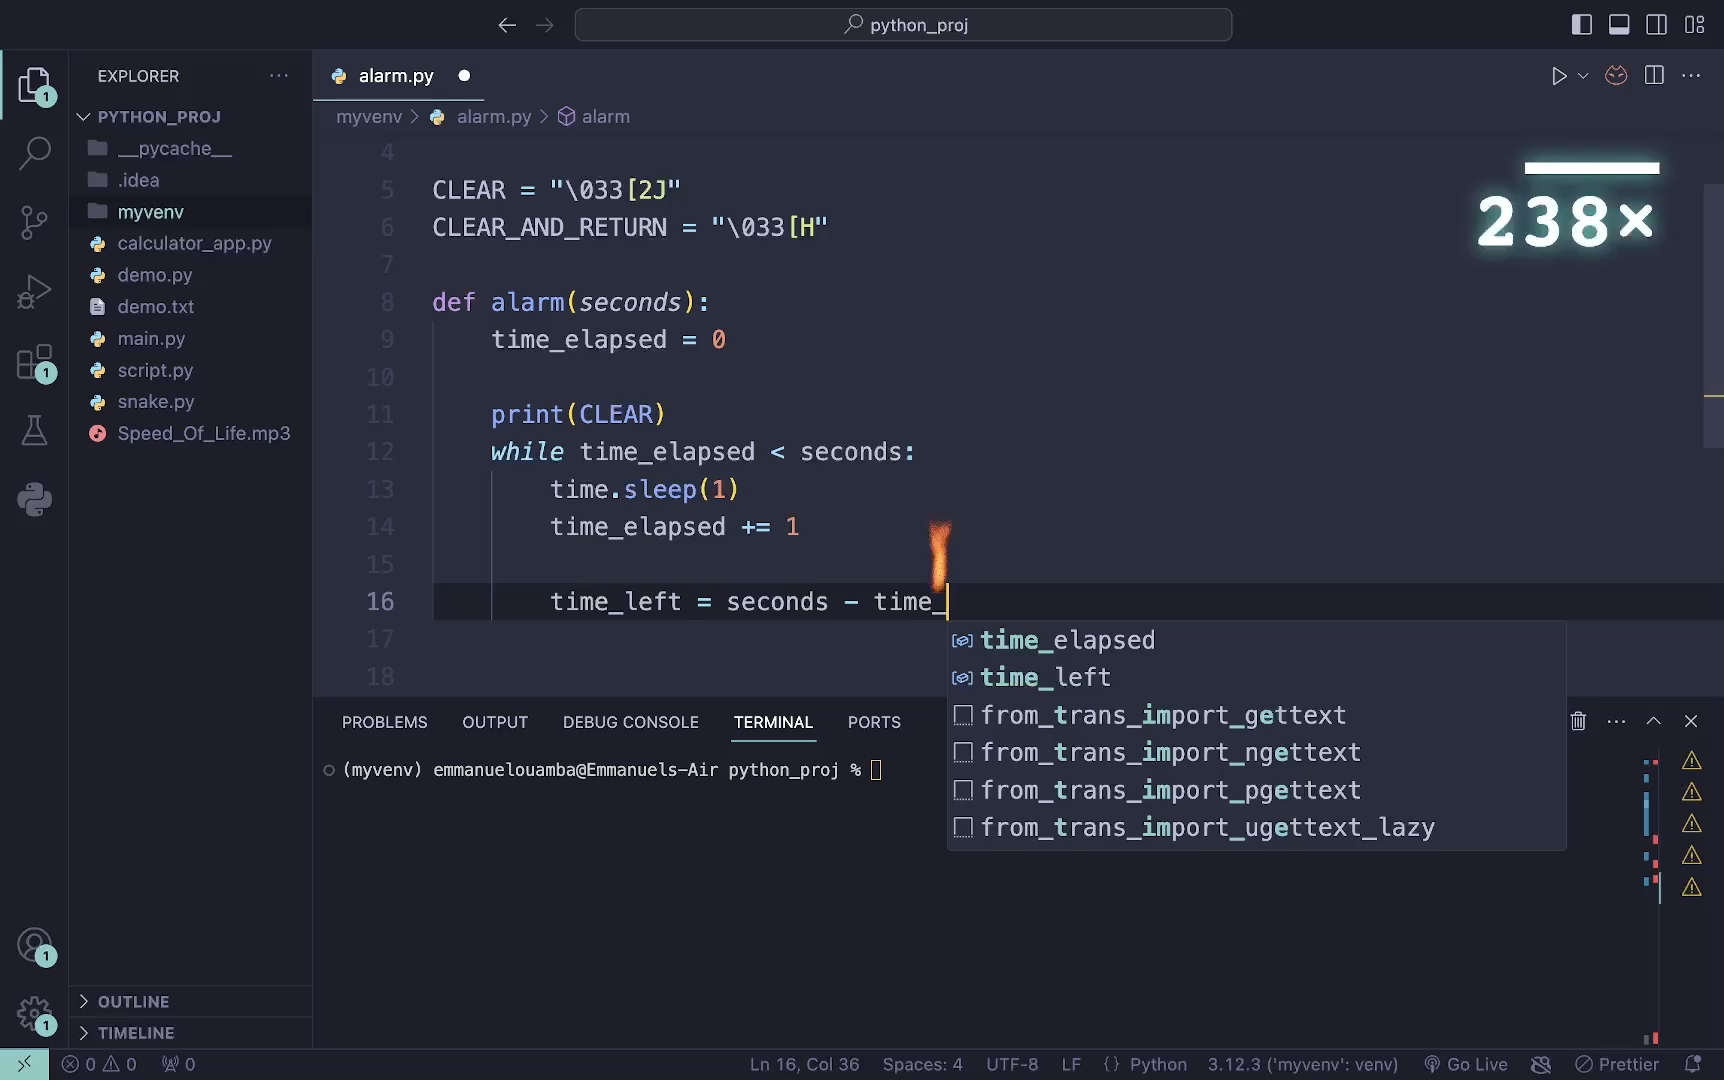 python_proj
EXPLORER
alarm.py
PYTHON_PROJ
__pycache__
.idea
myvenv
calculator_app.py
demo.py
demo.txt
main.py
script.py
snake.py
Speed_Of_Life.mp3
OUTLINE
TIMELINE
1
1
1
1
myvenv > alarm.py > alarm
238×
4
5 CLEAR = "\033[2J"
6 CLEAR_AND_RETURN = "\033[H"
7
8 def alarm(seconds):
9 time_elapsed = 0
10
11 print(CLEAR)
12 while time_elapsed < seconds:
13 time.sleep(1)
14 time_elapsed += 1
15
16 time_left = seconds - time_
17
18
time_elapsed
time_left
from_trans_import_gettext
from_trans_import_ngettext
from_trans_import_pgettext
from_trans_import_ugettext_lazy
PROBLEMS OUTPUT DEBUG CONSOLE TERMINAL PORTS
(myvenv) emmanuelouamba@Emmanuels-Air python_proj %
0 0 0 Ln 16, Col 36 Spaces: 4 UTF-8 LF {} Python 3.12.3 ('myvenv': venv) Go Live Prettier